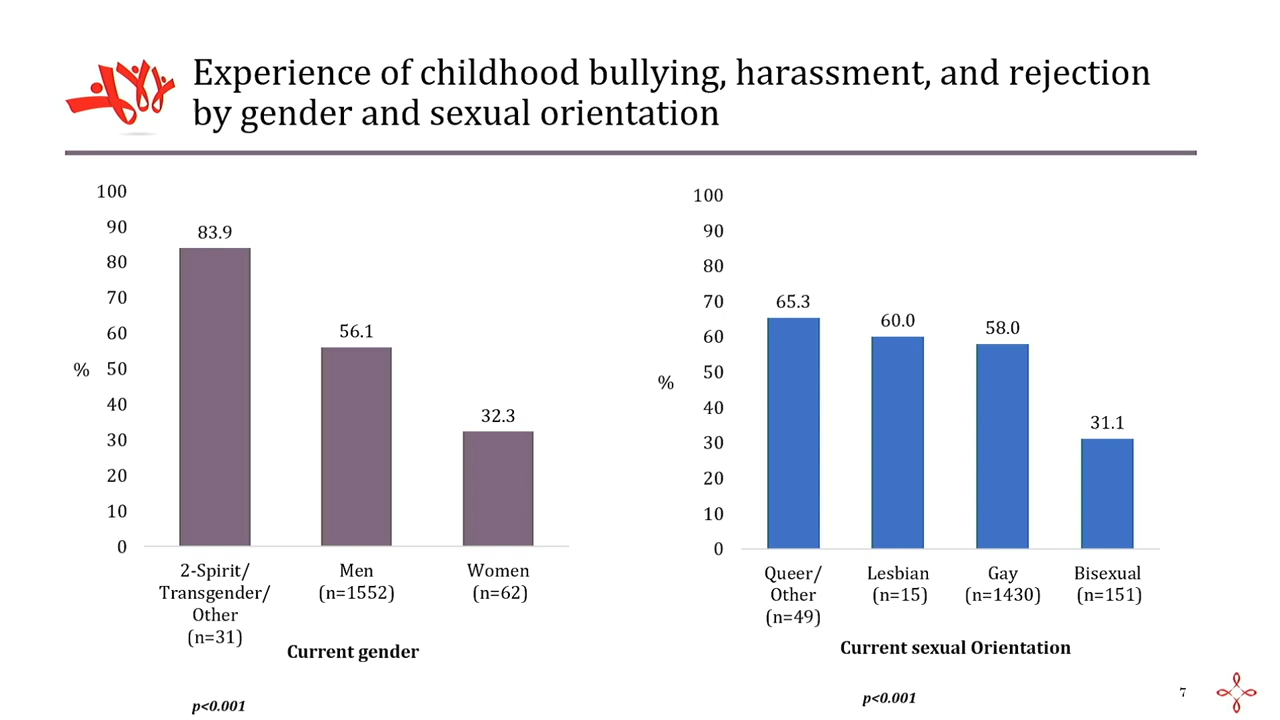 Experience of childhood bullying, harassment, and rejection
by gender and sexual orientation
100
90
80
70
60
50
40
30
20
10
0
%
83.9
56.1
32.3
2-Spirit/
Transgender/
Other
(n=31)
Men
(n=1552)
Women
(n=62)
Current gender
p<0.001
100
90
80
70
60
50
40
30
20
10
0
%
65.3
60.0
58.0
31.1
Queer/
Other
(n=49)
Lesbian
(n=15)
Gay
(n=1430)
Bisexual
(n=151)
Current sexual Orientation
p<0.001
7